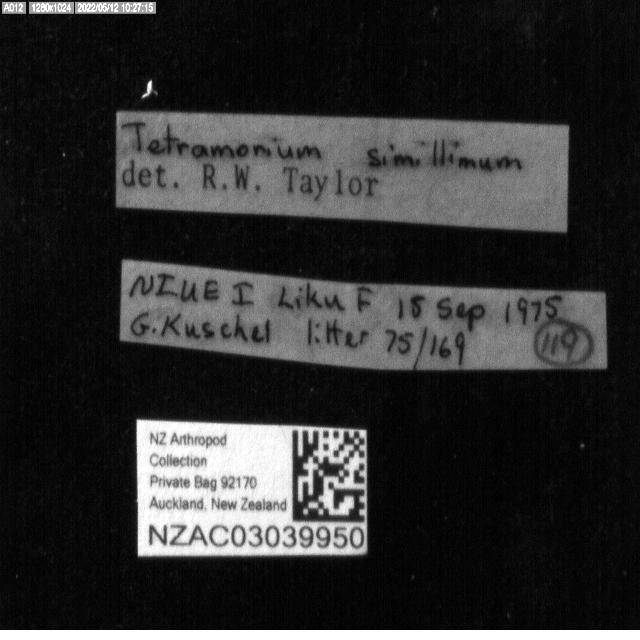 A012 1280x1024 2022/05/12 10:27:15
Tetramorium simillimum
det. R.W. Taylor
NIUE I Liku F 18 Sep 1975
G. Kuschel litter 75/169 119
NZ Arthropod
Collection
Private Bag 92170
Auckland, New Zealand
NZAC03039950